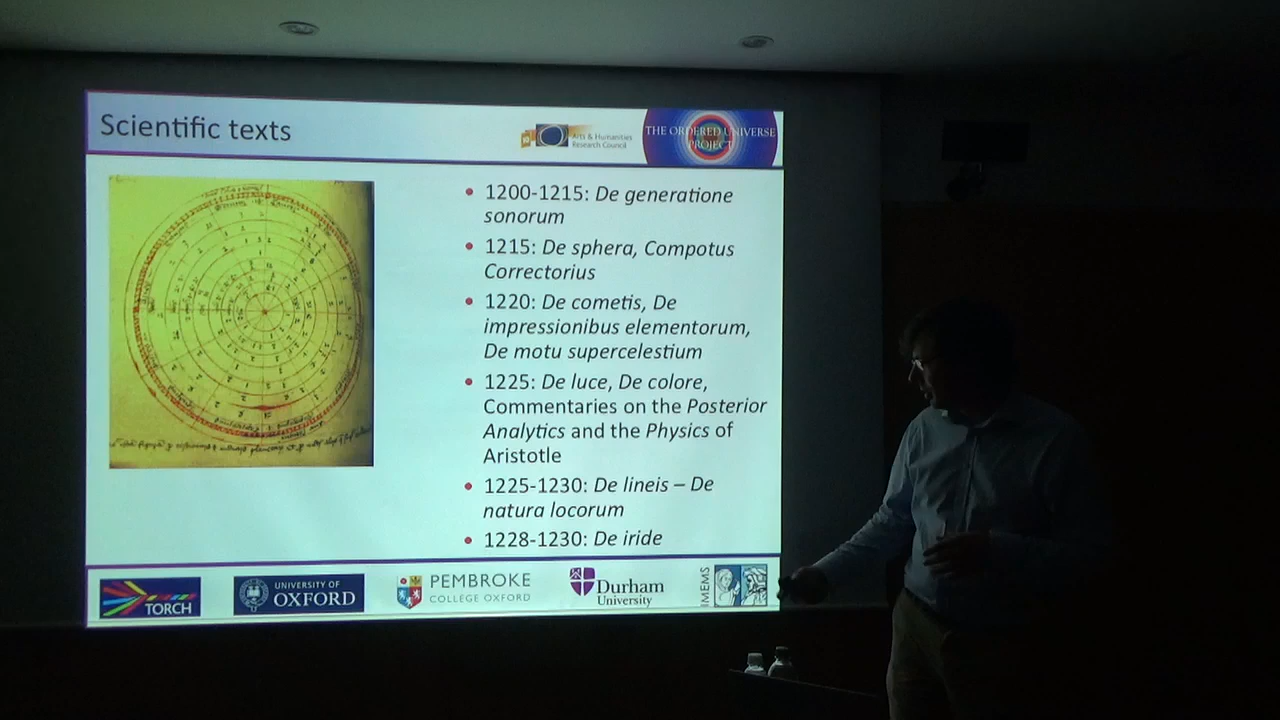 Scientific texts
Arts & Humanities
Research Council
THE ORDERED UNIVERSE
PROJECT
• 1200-1215: De generatione
sonorum
• 1215: De sphera, Compotus
Correctorius
• 1220: De cometis, De
impressionibus elementorum,
De motu supercelestium
• 1225: De luce, De colore,
Commentaries on the Posterior
Analytics and the Physics of
Aristotle
• 1225-1230: De lineis – De
natura locorum
• 1228-1230: De iride
TORCH
UNIVERSITY OF
OXFORD
PEMBROKE
COLLEGE OXFORD
Durham
University
IMEMS